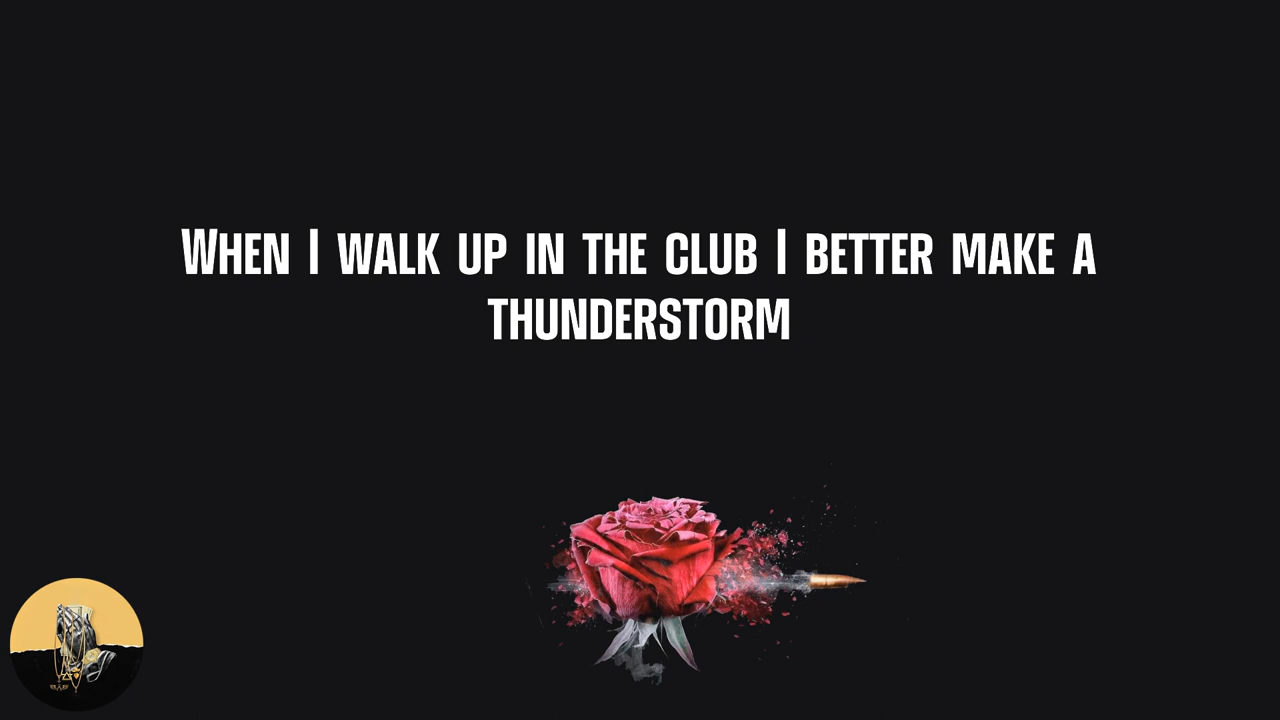 When I walk up in the club I better make a
thunderstorm